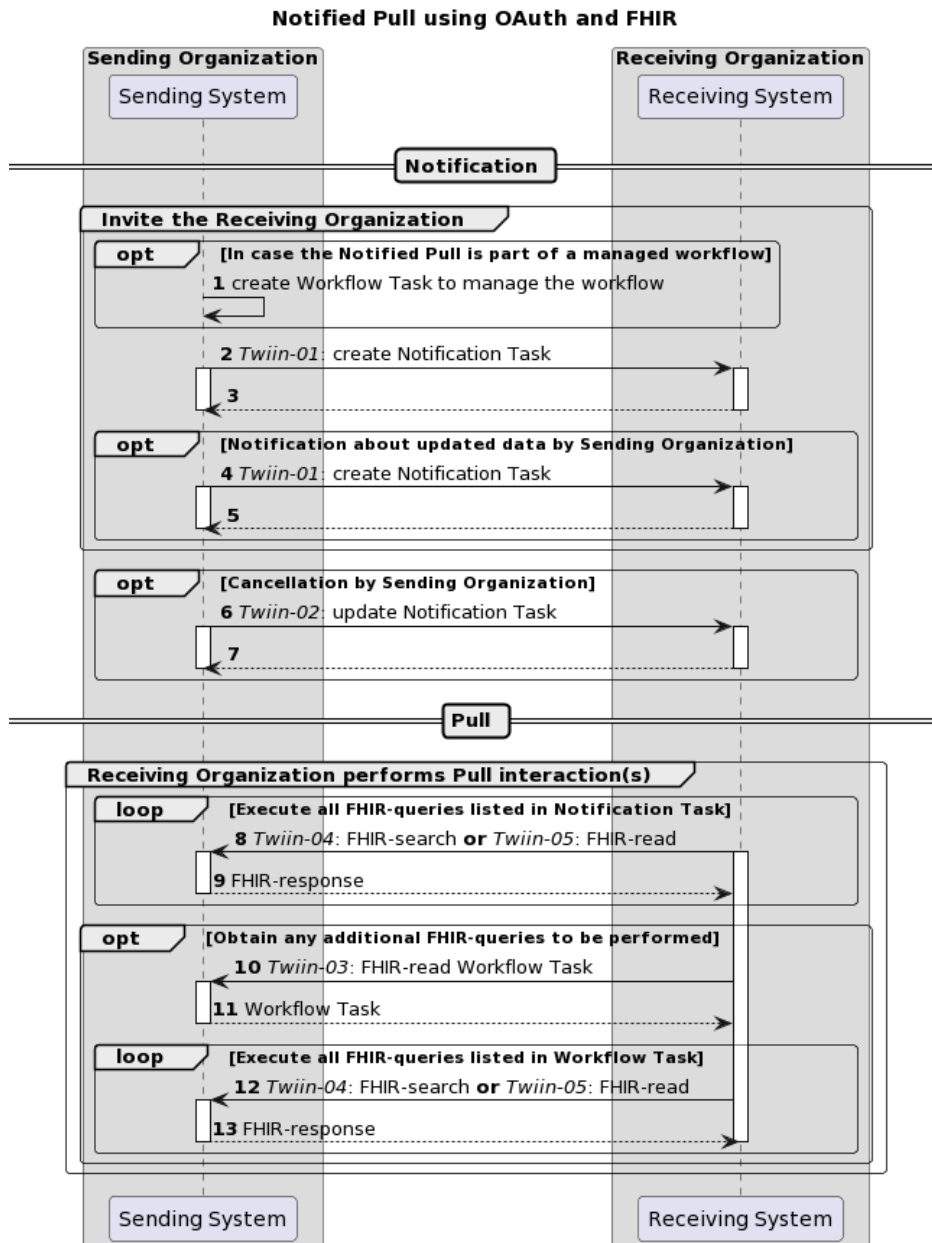 Notified Pull using OAuth and FHIR
Sending Organization
Receiving Organization
Sending System
Receiving System
Notification
Invite the Receiving Organization
opt [In case the Notified Pull is part of a managed workflow]
1 create Workflow Task to manage the workflow
2 Twiin-01: create Notification Task
3
opt [Notification about updated data by Sending Organization]
4 Twiin-01: create Notification Task
5
opt [Cancellation by Sending Organization]
6 Twiin-02: update Notification Task
7
Pull
Receiving Organization performs Pull interaction(s)
loop [Execute all FHIR-queries listed in Notification Task]
8 Twiin-04: FHIR-search or Twiin-05: FHIR-read
9 FHIR-response
opt [Obtain any additional FHIR-queries to be performed]
10 Twiin-03: FHIR-read Workflow Task
11 Workflow Task
loop [Execute all FHIR-queries listed in Workflow Task]
12 Twiin-04: FHIR-search or Twiin-05: FHIR-read
13 FHIR-response
Sending System
Receiving System